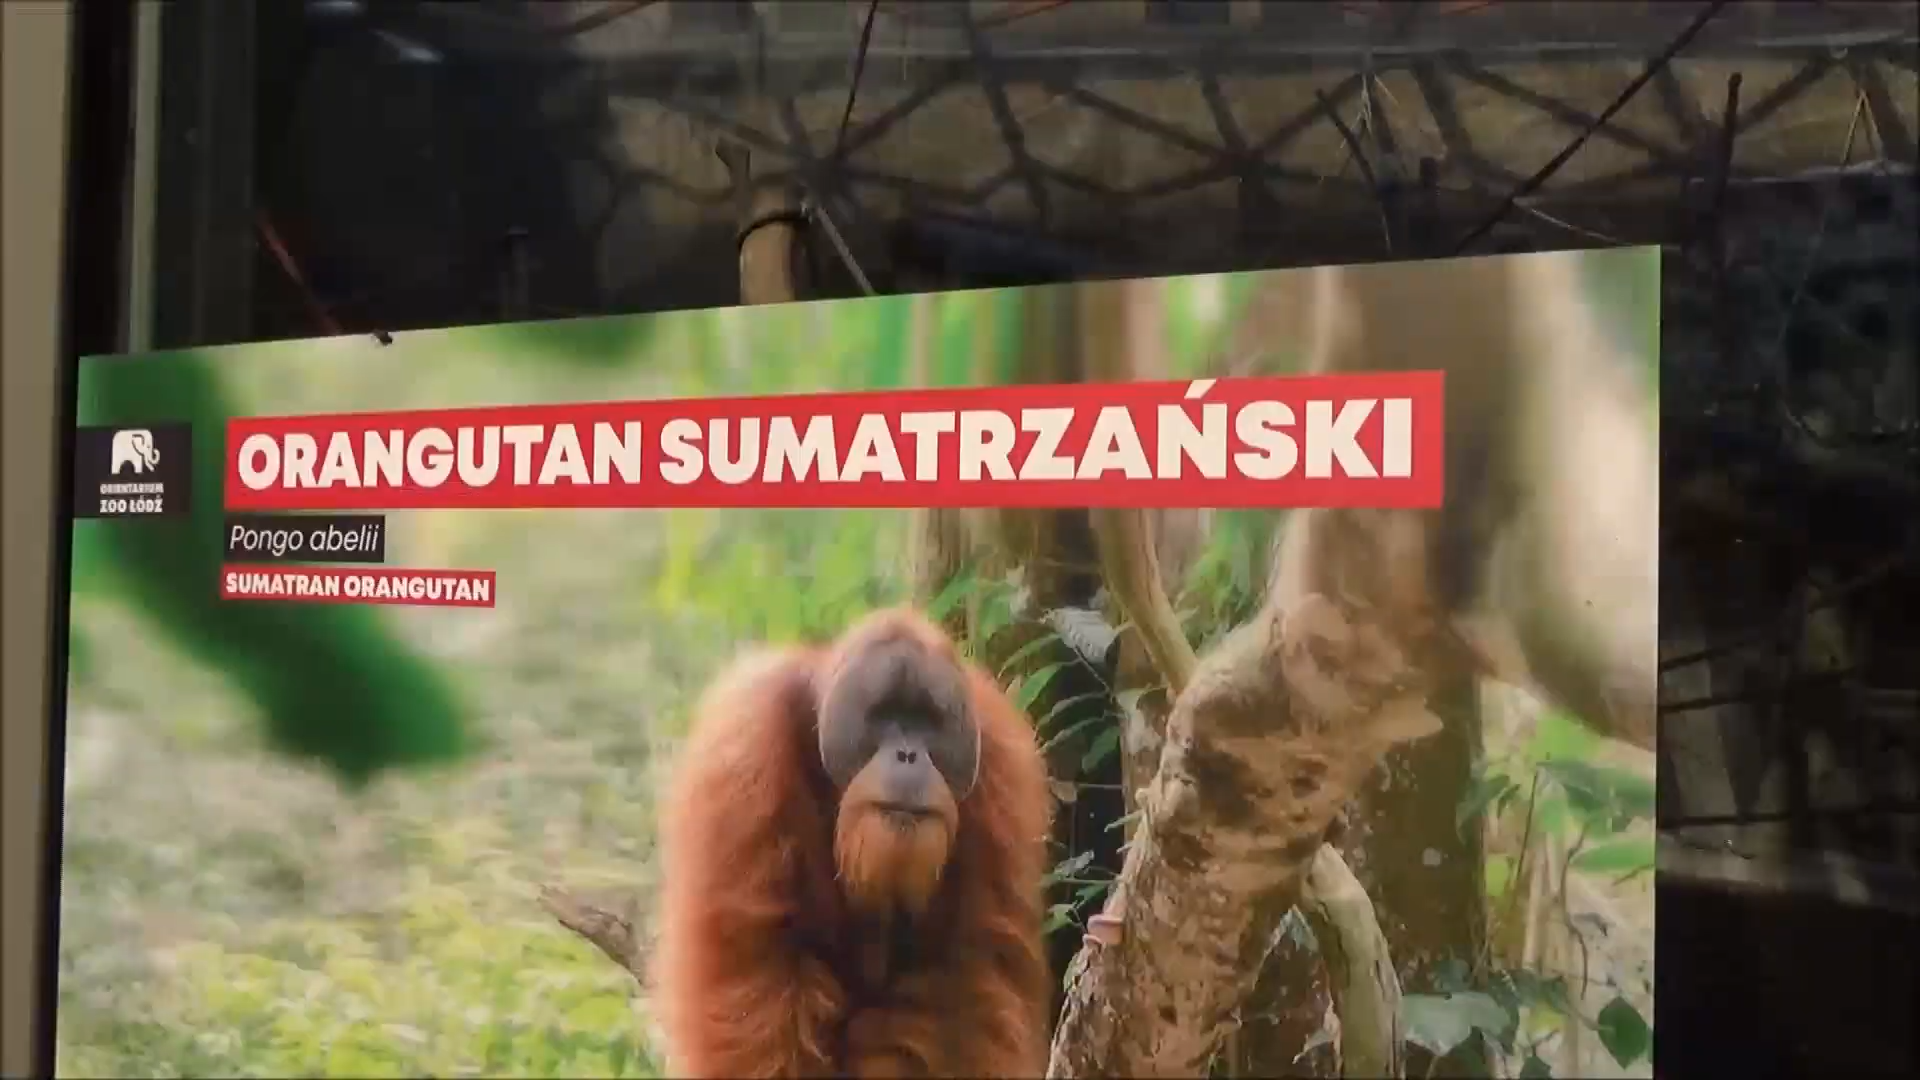 ORIENTARIUM
ZOO ŁÓDŹ
ORANGUTAN SUMATRZAŃSKI
Pongo abelii
SUMATRAN ORANGUTAN